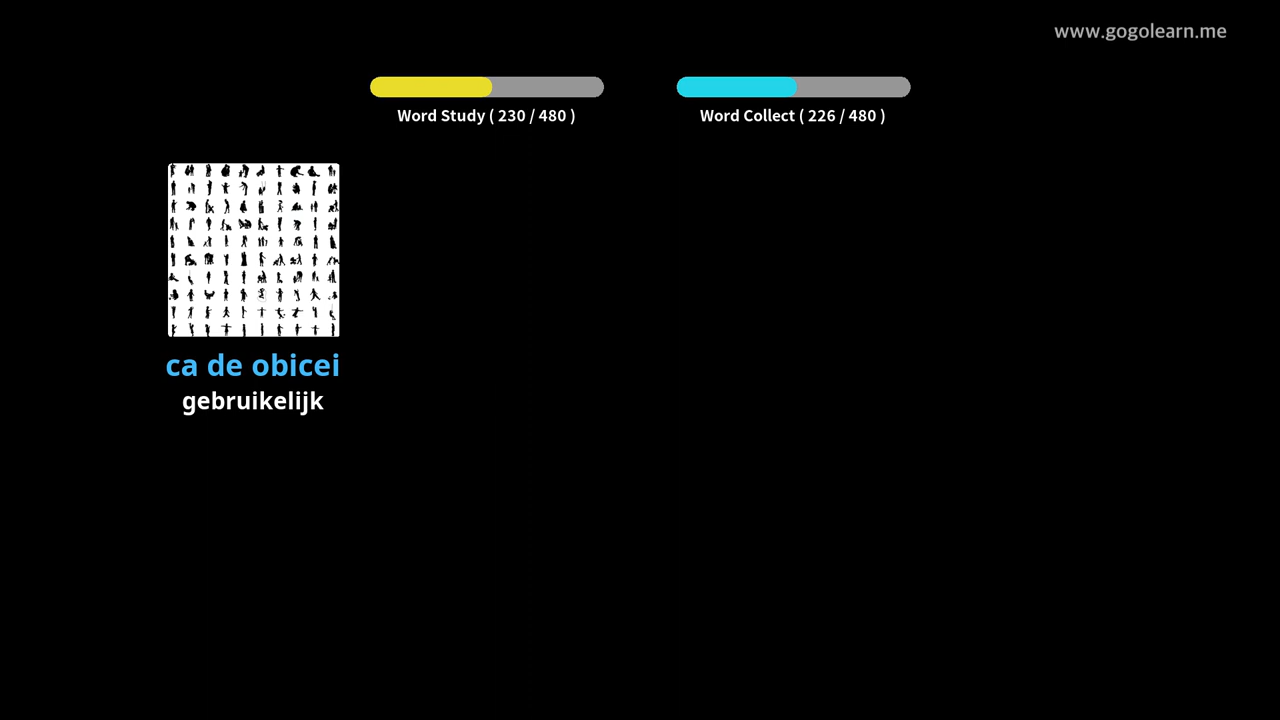 www.gogolearn.me
Word Study ( 230 / 480 )
Word Collect ( 226 / 480 )
ca de obicei
gebruikelijk